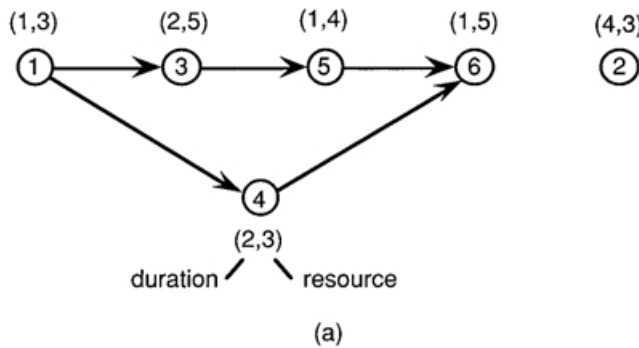 (1,3) (2,5) (1,4) (1,5) (4,3)
1 3 5 6 2
4
(2,3)
duration resource
(a)